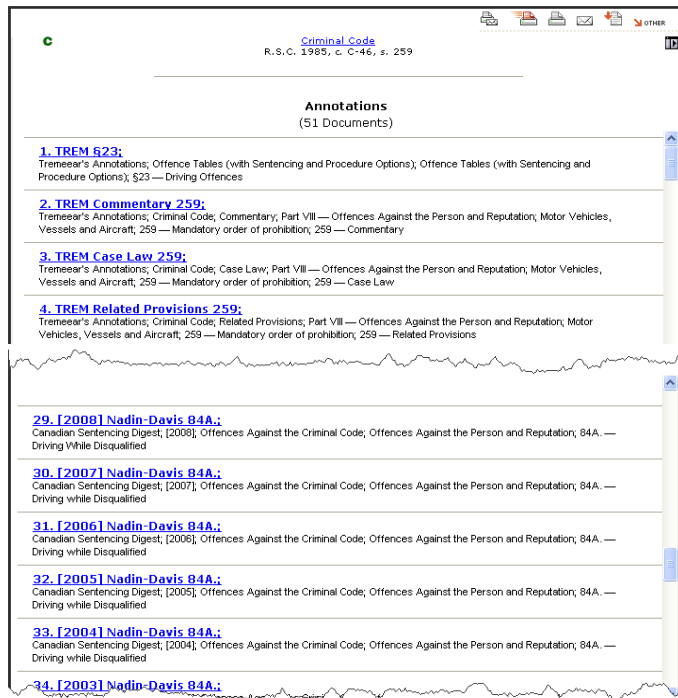 OTHER
C
Criminal Code
R.S.C. 1985, c. C-46, s. 259
Annotations
(51 Documents)
1. TREM §23;
Tremeear's Annotations; Offence Tables (with Sentencing and Procedure Options); Offence Tables (with Sentencing and
Procedure Options); §23 — Driving Offences
2. TREM Commentary 259;
Tremeear's Annotations; Criminal Code; Commentary; Part VIII — Offences Against the Person and Reputation; Motor Vehicles,
Vessels and Aircraft; 259 — Mandatory order of prohibition; 259 — Commentary
3. TREM Case Law 259;
Tremeear's Annotations; Criminal Code; Case Law; Part VIII — Offences Against the Person and Reputation; Motor Vehicles,
Vessels and Aircraft; 259 — Mandatory order of prohibition; 259 — Case Law
4. TREM Related Provisions 259;
Tremeear's Annotations; Criminal Code; Related Provisions; Part VIII — Offences Against the Person and Reputation; Motor
Vehicles, Vessels and Aircraft; 259 — Mandatory order of prohibition; 259 — Related Provisions
29. [2008] Nadin-Davis 84A.;
Canadian Sentencing Digest; [2008]; Offences Against the Criminal Code; Offences Against the Person and Reputation; 84A. —
Driving While Disqualified
30. [2007] Nadin-Davis 84A.;
Canadian Sentencing Digest; [2007]; Offences Against the Criminal Code; Offences Against the Person and Reputation; 84A. —
Driving while Disqualified
31. [2006] Nadin-Davis 84A.;
Canadian Sentencing Digest; [2006]; Offences Against the Criminal Code; Offences Against the Person and Reputation; 84A. —
Driving while Disqualified
32. [2005] Nadin-Davis 84A.;
Canadian Sentencing Digest; [2005]; Offences Against the Criminal Code; Offences Against the Person and Reputation; 84A. —
Driving while Disqualified
33. [2004] Nadin-Davis 84A.;
Canadian Sentencing Digest; [2004]; Offences Against the Criminal Code; Offences Against the Person and Reputation; 84A. —
Driving while Disqualified
34. [2003] Nadin-Davis 84A.;